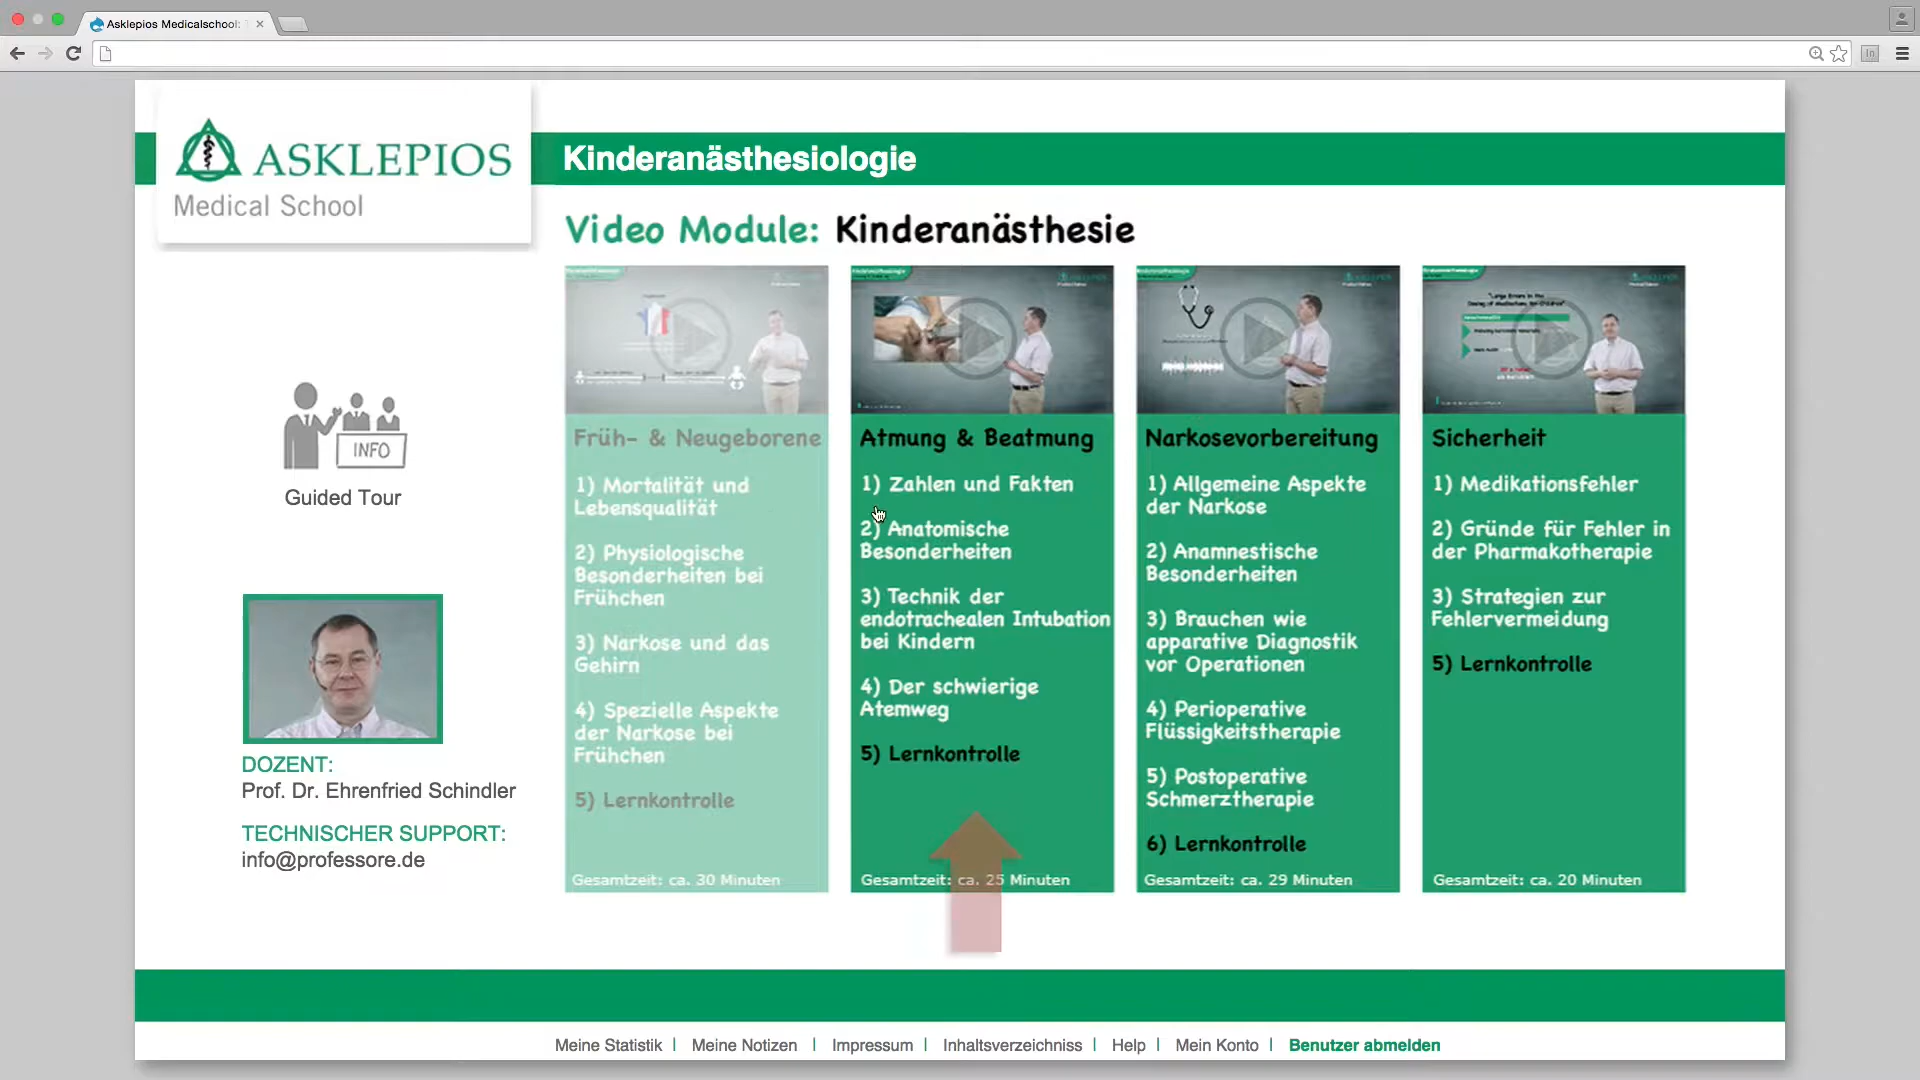 Asklepios Medicalschool:
ASKLEPIOS
Medical School
Kinderanästhesiologie
Video Module: Kinderanästhesie
INFO
Guided Tour
DOZENT:
Prof. Dr. Ehrenfried Schindler
TECHNISCHER SUPPORT:
info@professore.de
Früh- & Neugeborene
1) Mortalität und
Lebensqualität
2) Physiologische
Besonderheiten bei
Frühchen
3) Narkose und das
Gehirn
4) Spezielle Aspekte
der Narkose bei
Frühchen
5) Lernkontrolle
Gesamtzeit: ca. 30 Minuten
ASKLEPIOS
Atmung & Beatmung
1) Zahlen und Fakten
2) Anatomische
Besonderheiten
3) Technik der
endotrachealen Intubation
bei Kindern
4) Der schwierige
Atemweg
5) Lernkontrolle
Gesamtzeit: ca. 25 Minuten
ASKLEPIOS
Narkosevorbereitung
1) Allgemeine Aspekte
der Narkose
2) Anamnestische
Besonderheiten
3) Brauchen wie
apparative Diagnostik
vor Operationen
4) Perioperative
Flüssigkeitstherapie
5) Postoperative
Schmerztherapie
6) Lernkontrolle
Gesamtzeit: ca. 29 Minuten
ASKLEPIOS
Sicherheit
1) Medikationsfehler
2) Gründe für Fehler in
der Pharmakotherapie
3) Strategien zur
Fehlervermeidung
5) Lernkontrolle
Gesamtzeit: ca. 20 Minuten
Meine Statistik | Meine Notizen | Impressum | Inhaltsverzeichniss | Help | Mein Konto | Benutzer abmelden